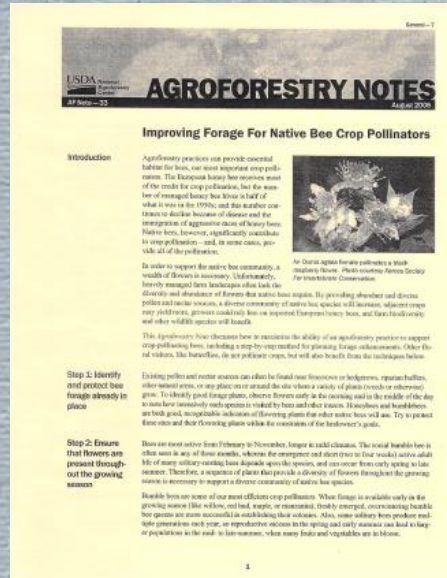 General – 7
USDA National
Agroforestry
Center
AGROFORESTRY NOTES
AF Note – 33
August 2006
Improving Forage For Native Bee Crop Pollinators
Introduction
Agroforestry practices can provide essential
habitat for bees, our most important crop polli-
nators. The European honey bee receives most
of the credit for crop pollination, but the num-
ber of managed honey bee hives is half of
what it was in the 1950s; and this number con-
tinues to decline because of disease and the
immigration of aggressive races of honey bees.
Native bees, however, significantly contribute
to crop pollination – and, in some cases, pro-
vide all of the pollination.
In order to support the native bee community, a
wealth of flowers is necessary. Unfortunately,
heavily managed farm landscapes often lack the
diversity and abundance of flowers that native bees require. By providing abundant and diverse
pollen and nectar sources, a diverse community of native bee species will increase, adjacent crops
may yield more, growers could rely less on imported European honey bees, and farm biodiversity
and other wildlife species will benefit.
An Osmia aglaia female pollinates a black
raspberry flower. Photo courtesy Xerces Society
For Invertebrate Conservation.
This Agroforestry Note discusses how to maximize the ability of an agroforestry practice to support
crop-pollinating bees, including a step-by-step method for planning forage enhancements. Other flo-
ral visitors, like butterflies, do not pollinate crops, but will also benefit from the techniques below.
Step 1: Identify
and protect bee
forage already in
place
Existing pollen and nectar sources can often be found near fencerows or hedgerows, riparian buffers,
other natural areas, or any place on or around the site where a variety of plants (weeds or otherwise)
grow. To identify good forage plants, observe flowers early in the morning and in the middle of the day
to note how intensively each species is visited by bees and other insects. Honeybees and bumblebees
are both good, recognizable indicators of flowering plants that other native bees will use. Try to protect
these sites and their flowering plants within the constraints of the landowner's goals.
Step 2: Ensure
that flowers are
present through-
out the growing
season
Bees are most active from February to November, longer in mild climates. The social bumble bee is
often seen in any of these months, whereas the emergence and short (two to four weeks) active adult
life of many solitary-nesting bees depends upon the species, and can occur from early spring to late
summer. Therefore, a sequence of plants that provide a diversity of flowers throughout the growing
season is necessary to support a diverse community of native bee species.
Bumble bees are some of our most efficient crop pollinators. When forage is available early in the
growing season (like willow, red bud, maple, or manzanita), freshly emerged, overwintering bumble
bee queens are more successful in establishing their colonies. Also, some solitary bees produce mul-
tiple generations each year, so reproductive success in the spring and early summer can lead to larg-
er populations in the mid- to late-summer, when many fruits and vegetables are in bloom.
1